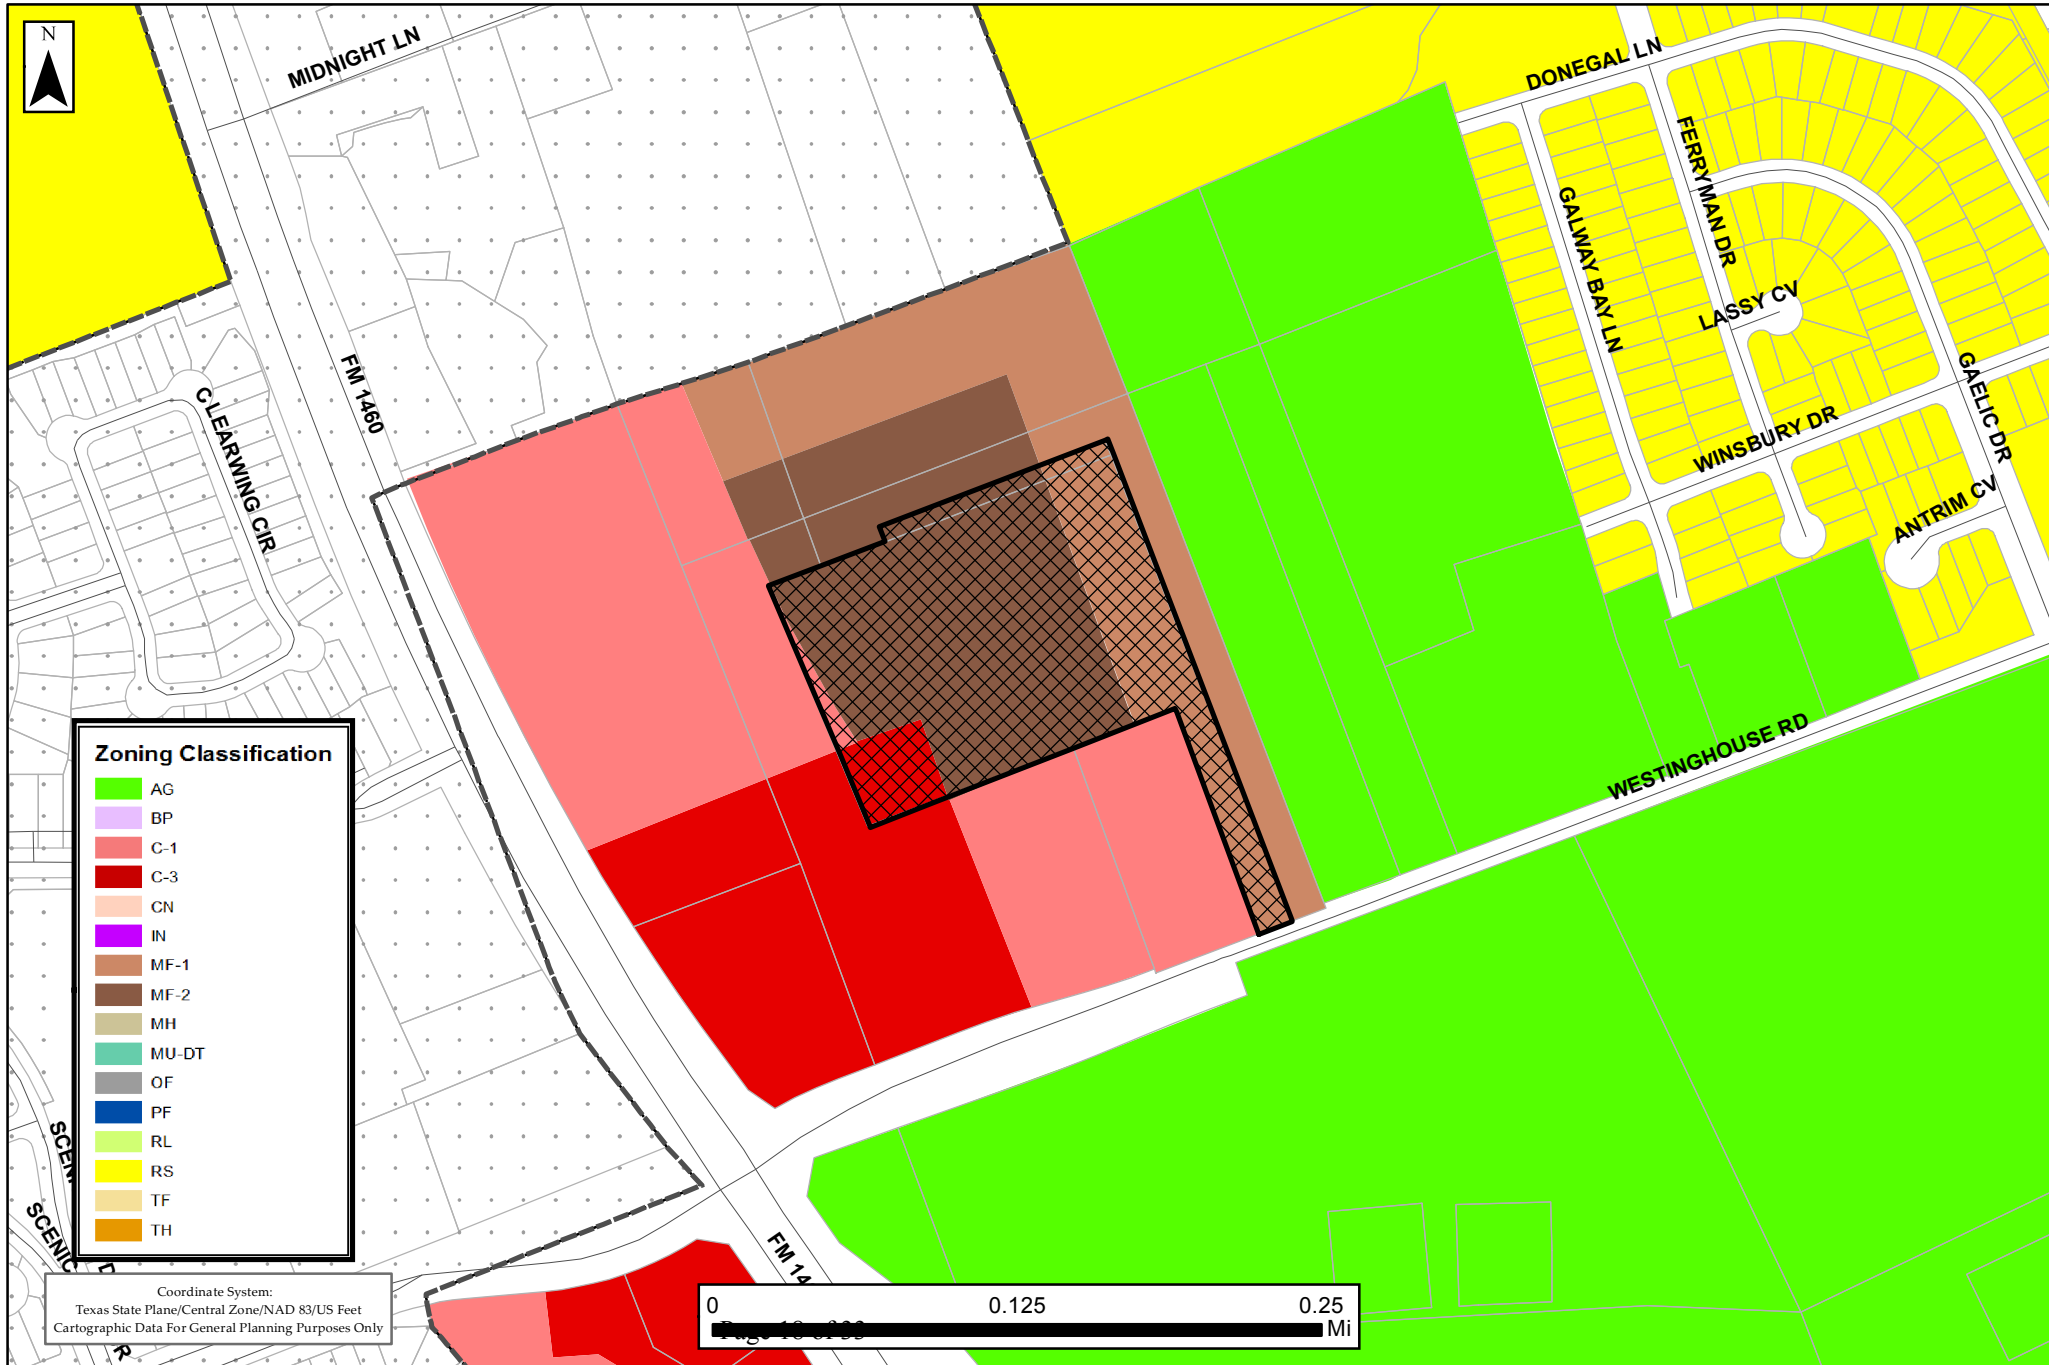 N
MIDNIGHT LN
DONEGAL LN
FERRYMAN DR
GALWAY BAY LN
LASSY CV
FM 1460
CLEARWING CIR
GAELIC DR
WINSBURY DR
ANTRIM CV
WESTINGHOUSE RD
Zoning Classification
AG
BP
C-1
C-3
CN
IN
MF-1
MF-2
MH
MU-DT
OF
PF
RL
RS
TF
TH
SCENIC
FM 14
Coordinate System:
Texas State Plane/Central Zone/NAD 83/US Feet
Cartographic Data For General Planning Purposes Only
0 0.125 0.25
Mi